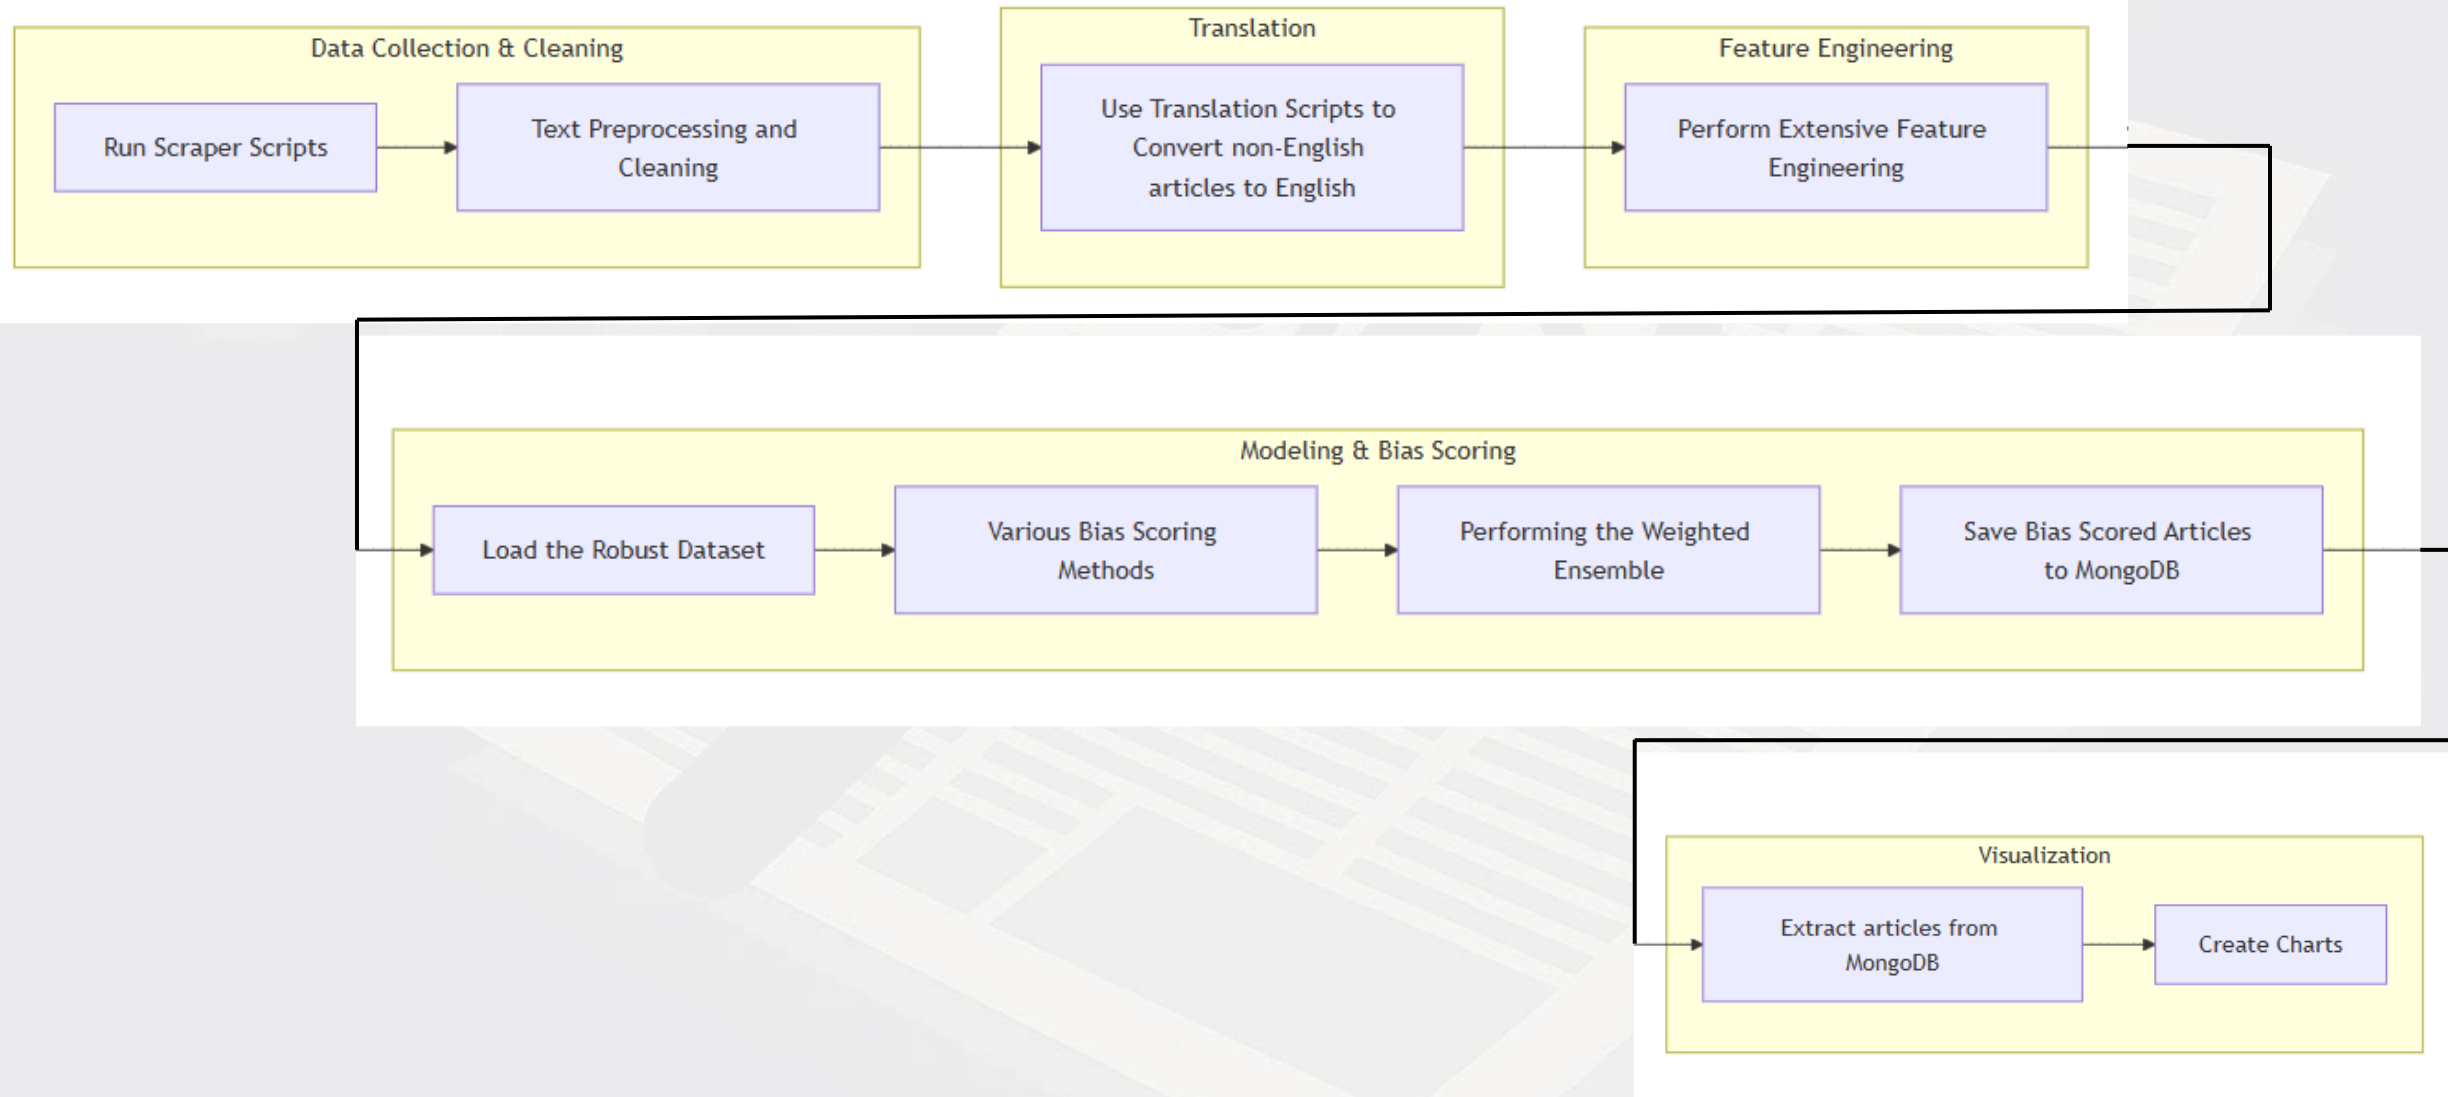 Data Collection & Cleaning
Run Scraper Scripts
Text Preprocessing and
Cleaning
Translation
Use Translation Scripts to
Convert non-English
articles to English
Feature Engineering
Perform Extensive Feature
Engineering
Modeling & Bias Scoring
Load the Robust Dataset
Various Bias Scoring
Methods
Performing the Weighted
Ensemble
Save Bias Scored Articles
to MongoDB
Visualization
Extract articles from
MongoDB
Create Charts